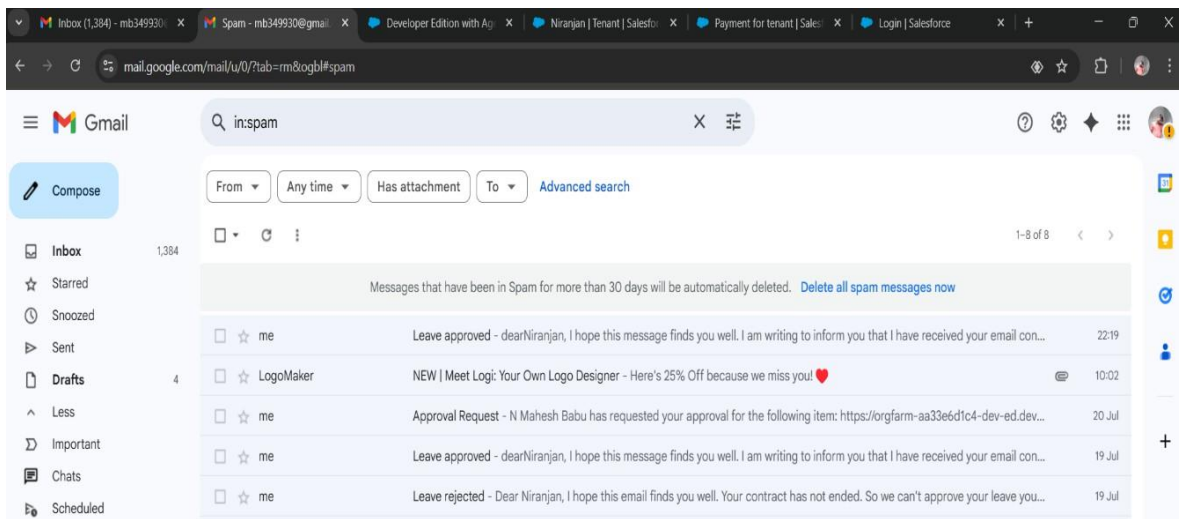 Inbox (1,384) - mb349930 Spam - mb349930@gmail. Developer Edition with Ag Niranjan | Tenant | Salesfor Payment for tenant | Sales Login | Salesforce
mail.google.com/mail/u/0/?tab=rm&ogbl#spam
Gmail in:spam
Compose From Any time Has attachment To Advanced search
1–8 of 8
Inbox 1,384
Messages that have been in Spam for more than 30 days will be automatically deleted. Delete all spam messages now
Starred
Snoozed
me Leave approved - dearNiranjan, I hope this message finds you well. I am writing to inform you that I have received your email con... 22:19
Sent
LogoMaker NEW | Meet Logi: Your Own Logo Designer - Here's 25% Off because we miss you!❤️ 10:02
Drafts 4
Less me Approval Request - N Mahesh Babu has requested your approval for the following item: https://orgfarm-aa33e6d1c4-dev-ed.dev... 20 Jul
Important me Leave approved - dearNiranjan, I hope this message finds you well. I am writing to inform you that I have received your email con... 19 Jul
Chats
Scheduled me Leave rejected - Dear Niranjan, I hope this email finds you well. Your contract has not ended. So we can't approve your leave you... 19 Jul
31